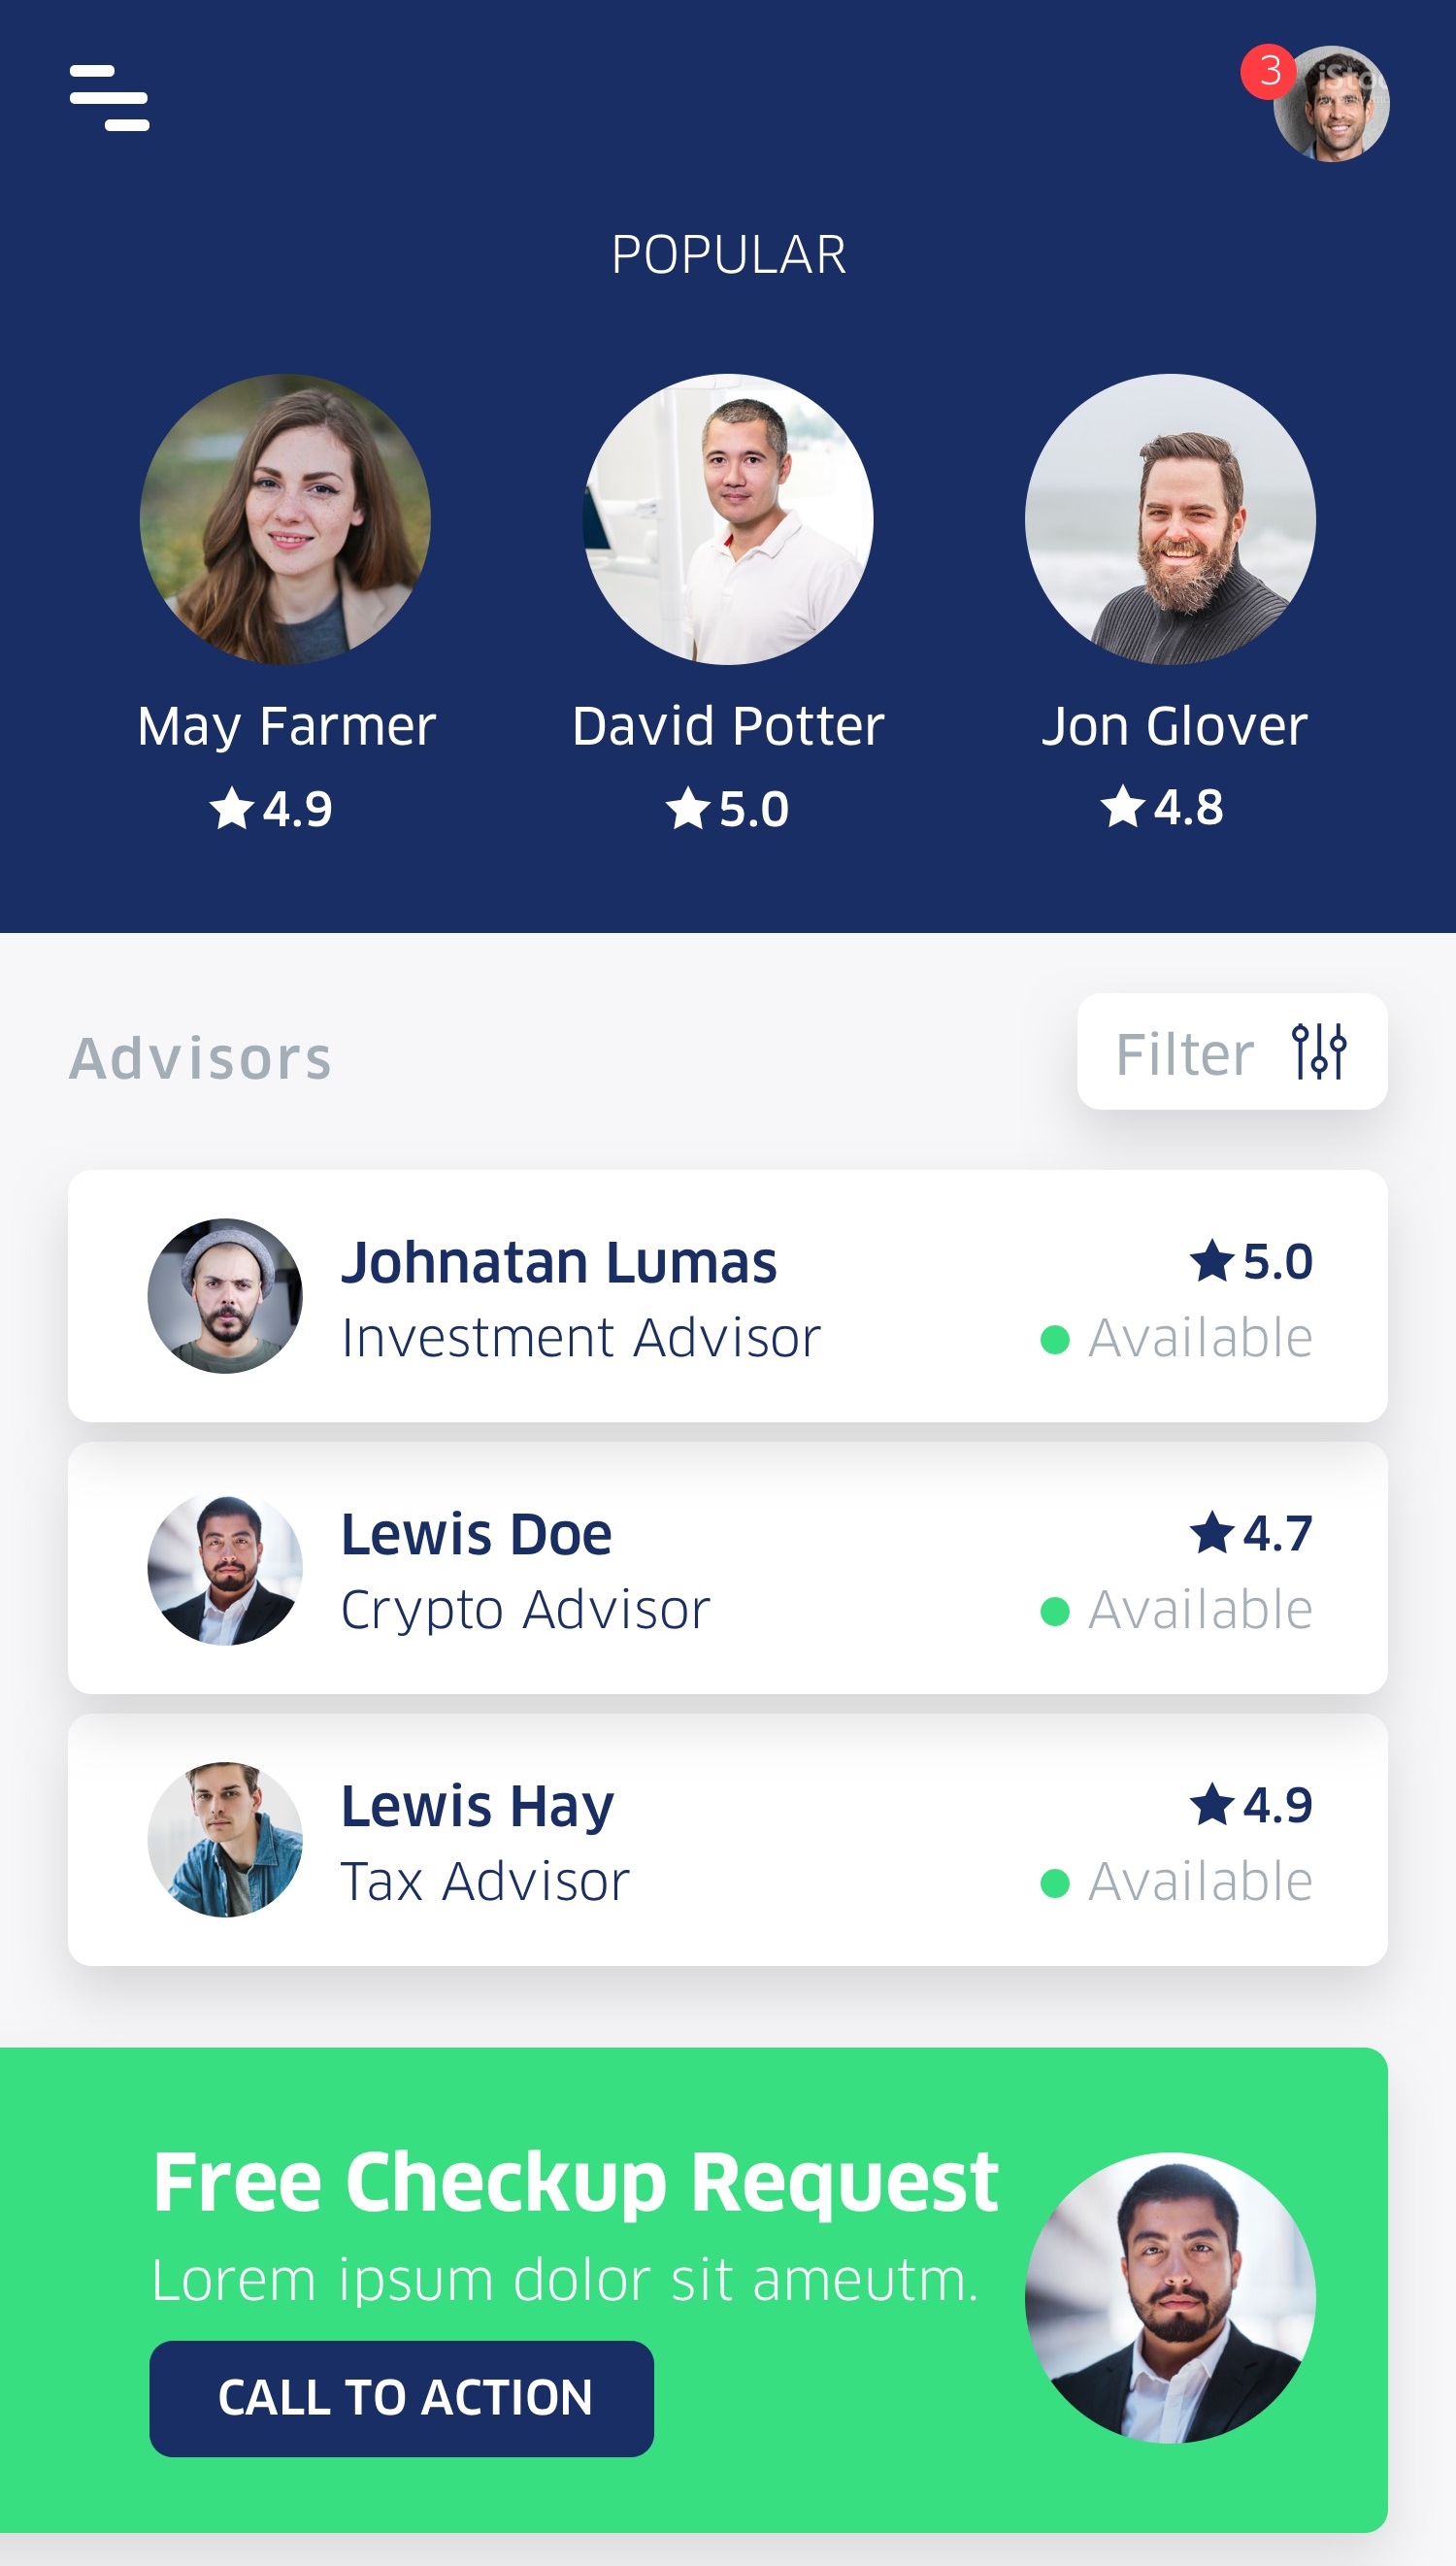 3
iSto
POPULAR
May Farmer
David Potter
Jon Glover
4.9
5.0
4.8
Advisors
Filter
Johnatan Lumas
5.0
Investment Advisor
Available
Lewis Doe
4.7
Crypto Advisor
Available
Lewis Hay
4.9
Tax Advisor
Available
Free Checkup Request
Lorem ipsum dolor sit ameutm.
CALL TO ACTION